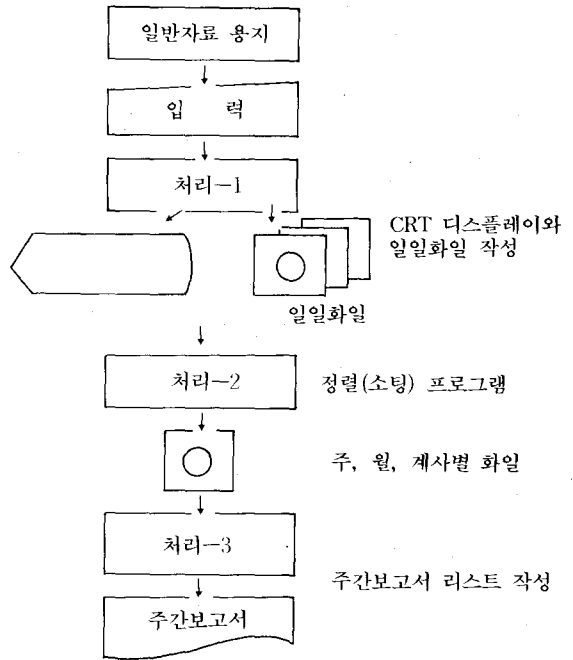 일반자료 용지
입 력
처리-1
CRT 디스플레이와
일일화일 작성
일일화일
처리-2
정렬(소팅) 프로그램
주, 월, 계사별 화일
처리-3
주간보고서 리스트 작성
주간보고서